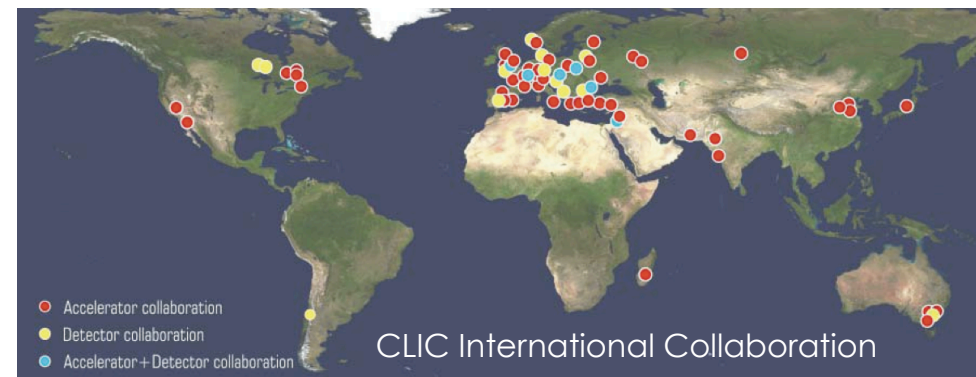 Accelerator collaboration
Detector collaboration
Accelerator+Detector collaboration
CLIC International Collaboration